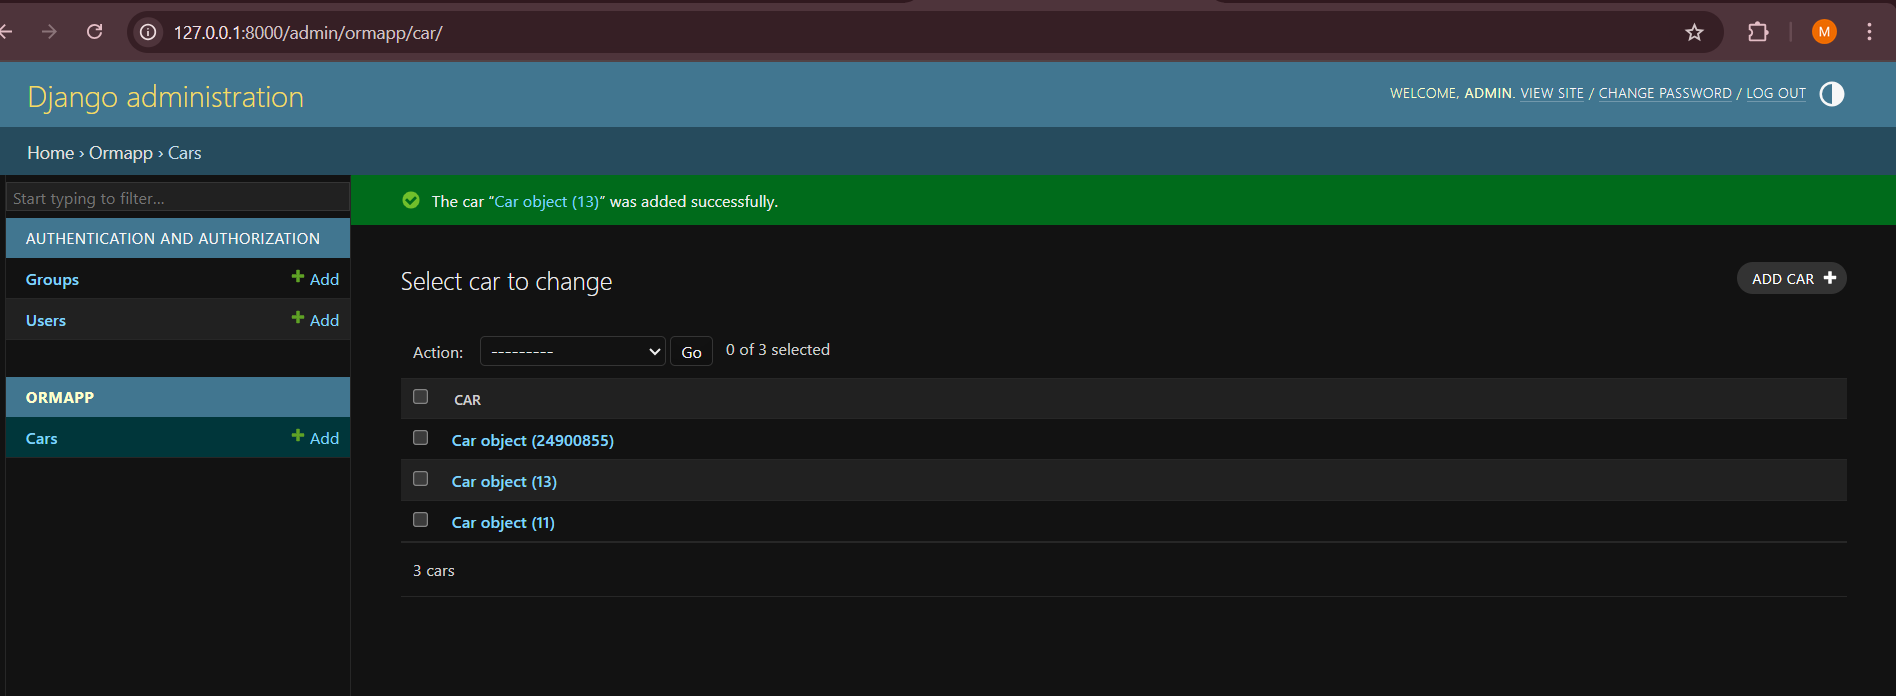 127.0.0.1:8000/admin/ormapp/car/
M
Django administration
WELCOME, ADMIN. VIEW SITE / CHANGE PASSWORD / LOG OUT
Home › Ormapp › Cars
Start typing to filter...
AUTHENTICATION AND AUTHORIZATION
Groups Add
Users Add
ORMAPP
Cars Add
The car “Car object (13)” was added successfully.
Select car to change
ADD CAR
Action: --------- Go 0 of 3 selected
CAR
Car object (24900855)
Car object (13)
Car object (11)
3 cars